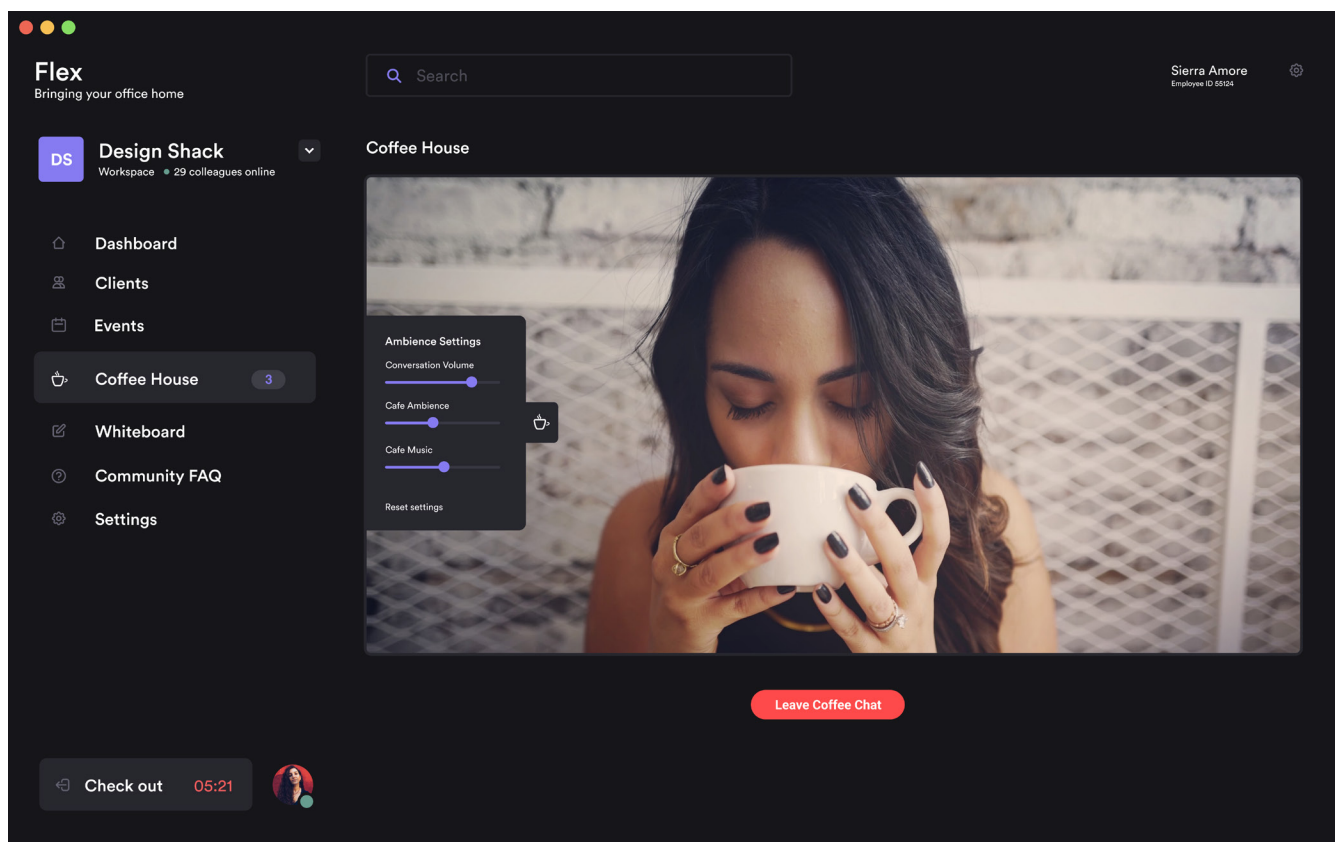 Flex
Bringing your office home
Search
Sierra Amore
Employee ID 55124
DS
Design Shack
Workspace • 29 colleagues online
Coffee House
Dashboard
Clients
Events
Coffee House 3
Whiteboard
Community FAQ
Settings
Ambience Settings
Conversation Volume
Cafe Ambience
Cafe Music
Reset settings
Leave Coffee Chat
Check out 05:21